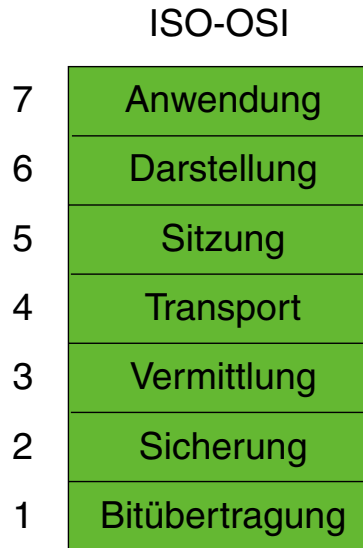 ISO-OSI
7 Anwendung
6 Darstellung
5 Sitzung
4 Transport
3 Vermittlung
2 Sicherung
1 Bitübertragung